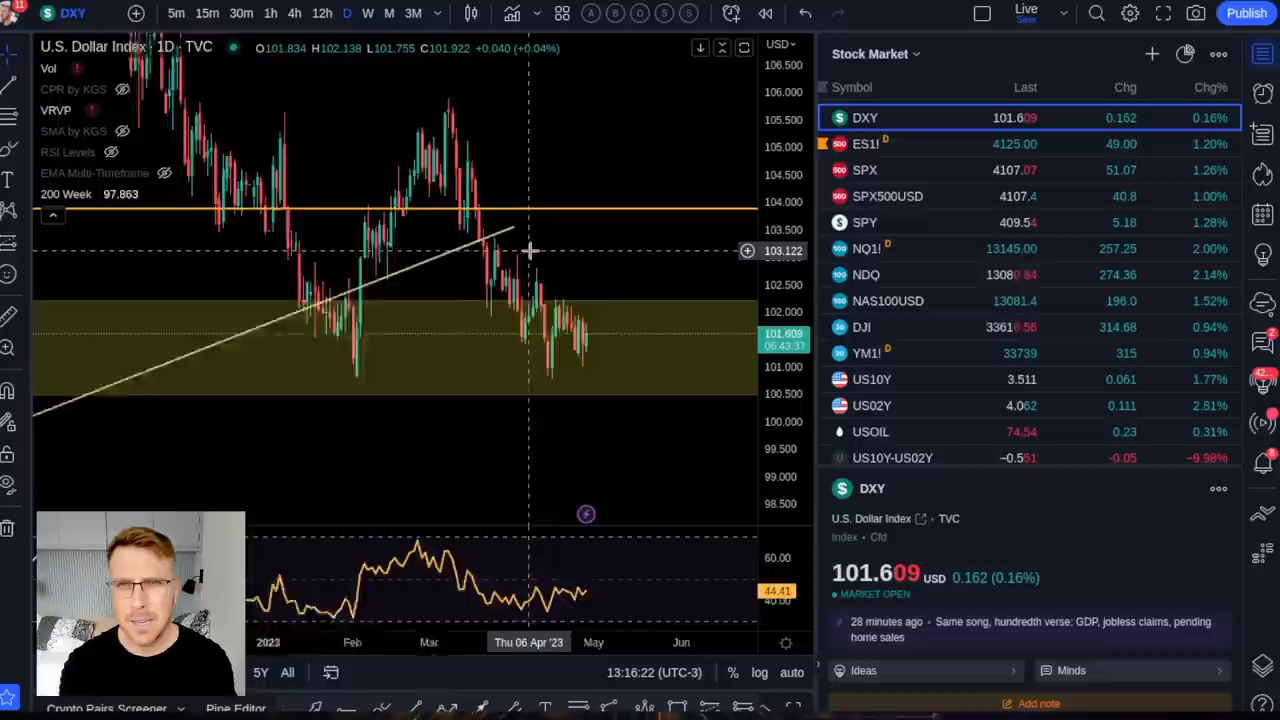 11
DXY
5m 15m 30m 1h 4h 12h D W M 3M
A B O S S
Live
Save
Publish
U.S. Dollar Index · 1D · TVC
O101.834 H102.138 L101.755 C101.922 +0.040 (+0.04%)
USD
Vol
CPR by KGS
VRVP
SMA by KGS
RSI Levels
EMA Multi-Timeframe
200 Week 97.863
106.500
106.000
105.500
105.000
104.500
104.000
103.500
103.122
102.500
102.000
101.609
06:43:37
101.000
100.500
100.000
99.500
99.000
98.500
60.00
44.41
40.00
2023
Feb
Mar
Thu 06 Apr '23
May
Jun
5Y All
13:16:22 (UTC-3)
% log auto
Crypto Pairs Screener
Pine Editor
Stock Market
Symbol Last Chg Chg%
DXY 101.609 0.162 0.16%
ES1! D 4125.00 49.00 1.20%
SPX 4107.07 51.07 1.26%
SPX500USD 4107.4 40.8 1.00%
SPY 409.54 5.18 1.28%
NQ1! D 13145.00 257.25 2.00%
NDQ 274.36 2.14%
NAS100USD 13081.4 196.0 1.52%
DJI 314.68 0.94%
YM1! D 33739 315 0.94%
US10Y 3.511 0.061 1.77%
US02Y 4.062 0.111 2.81%
USOIL 74.54 0.23 0.31%
US10Y-US02Y −0.551 -0.05 −9.98%
DXY
U.S. Dollar Index • TVC
Index • Cfd
101.609 USD 0.162 (0.16%)
MARKET OPEN
28 minutes ago • Same song, hundredth verse: GDP, jobless claims, pending
home sales
Ideas
Minds
Add note
2
42...
8